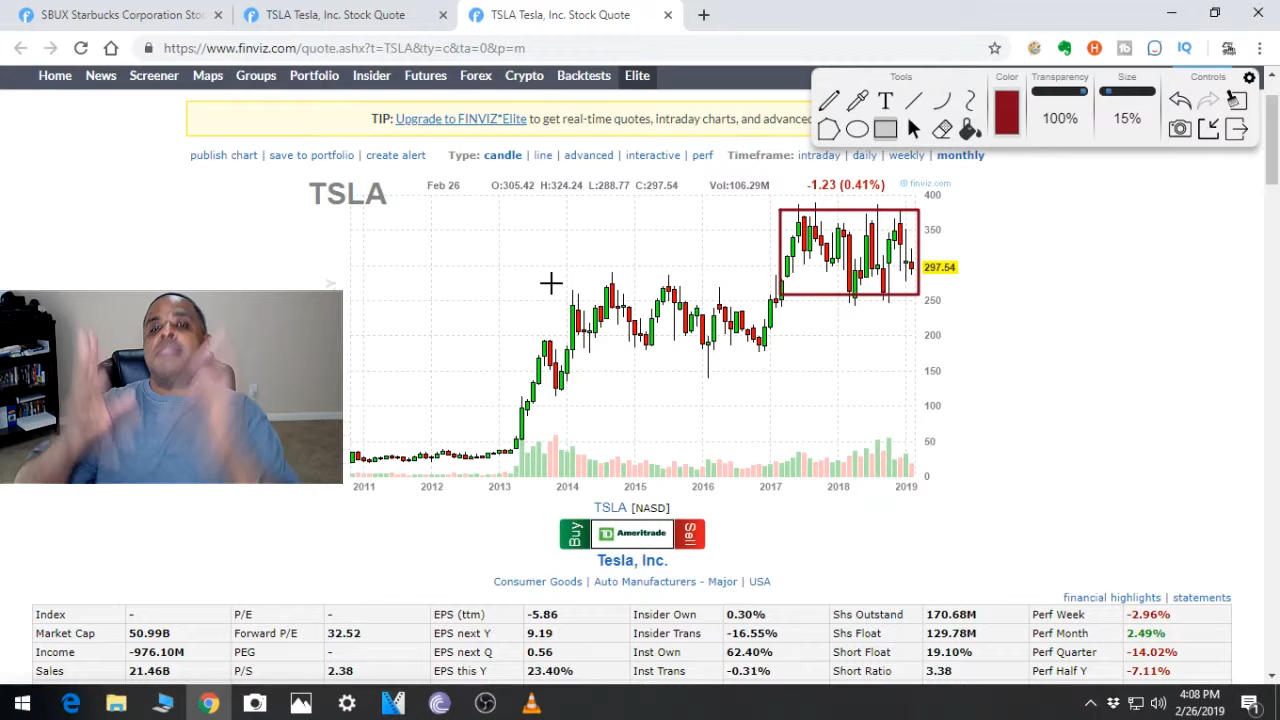 SBUX Starbucks Corporation Sto
TSLA Tesla, Inc. Stock Quote
TSLA Tesla, Inc. Stock Quote
https://www.finviz.com/quote.ashx?t=TSLA&ty=c&ta=0&p=m
Home News Screener Maps Groups Portfolio Insider Futures Forex Crypto Backtests Elite
Tools Color Transparency Size Controls
100% 15%
TIP: Upgrade to FINVIZ*Elite to get real-time quotes, intraday charts, and advanced
publish chart | save to portfolio | create alert
Type: candle | line | advanced | interactive | perf
Timeframe: intraday | daily | weekly | monthly
TSLA
Feb 26 O:305.42 H:324.24 L:288.77 C:297.54 Vol:106.29M -1.23 (0.41%) © finviz.com
400
350
297.54
250
200
150
100
50
0
2011 2012 2013 2014 2015 2016 2017 2018 2019
TSLA [NASD]
Buy Ameritrade Sell
Tesla, Inc.
Consumer Goods | Auto Manufacturers - Major | USA
financial highlights | statements
Index - P/E - EPS (ttm) -5.86 Insider Own 0.30% Shs Outstand 170.68M Perf Week -2.96%
Market Cap 50.99B Forward P/E 32.52 EPS next Y 9.19 Insider Trans -16.55% Shs Float 129.78M Perf Month 2.49%
Income -976.10M PEG - EPS next Q 0.56 Inst Own 62.40% Short Float 19.10% Perf Quarter -14.02%
Sales 21.46B P/S 2.38 EPS this Y 23.40% Inst Trans -0.31% Short Ratio 3.38 Perf Half Y -7.11%
4:08 PM
2/26/2019